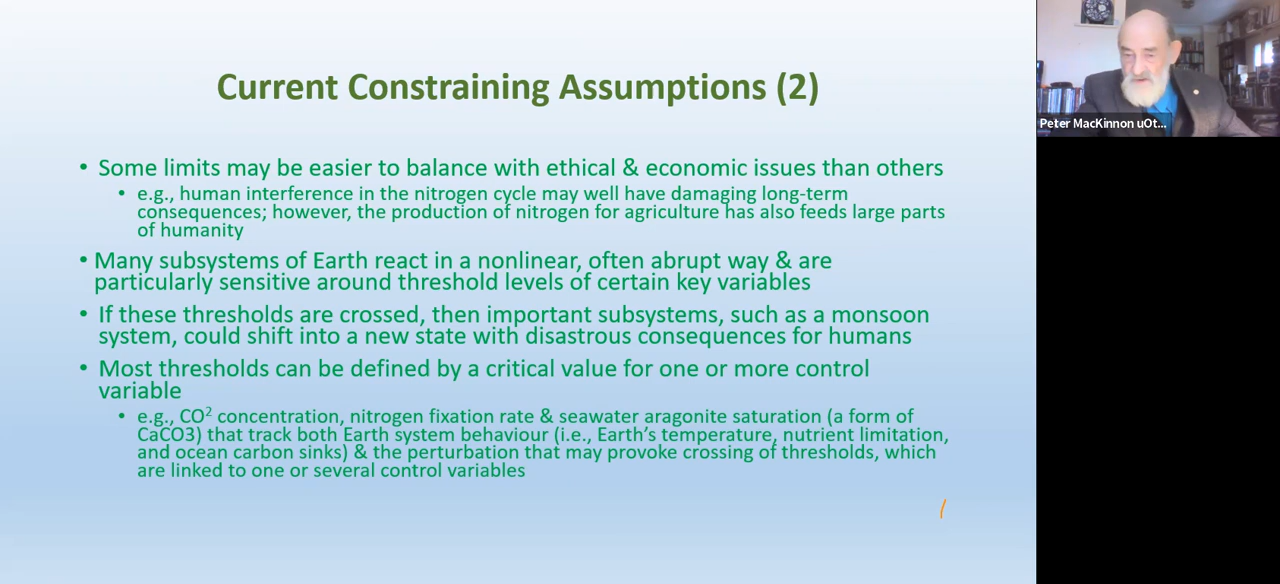 Current Constraining Assumptions (2)
• Some limits may be easier to balance with ethical & economic issues than others
• e.g., human interference in the nitrogen cycle may well have damaging long-term
consequences; however, the production of nitrogen for agriculture has also feeds large parts
of humanity
• Many subsystems of Earth react in a nonlinear, often abrupt way & are
particularly sensitive around threshold levels of certain key variables
• If these thresholds are crossed, then important subsystems, such as a monsoon
system, could shift into a new state with disastrous consequences for humans
• Most thresholds can be defined by a critical value for one or more control
variable
• e.g., CO² concentration, nitrogen fixation rate & seawater aragonite saturation (a form of
CaCO3) that track both Earth system behaviour (i.e., Earth's temperature, nutrient limitation,
and ocean carbon sinks) & the perturbation that may provoke crossing of thresholds, which
are linked to one or several control variables
Peter MacKinnon uOt...